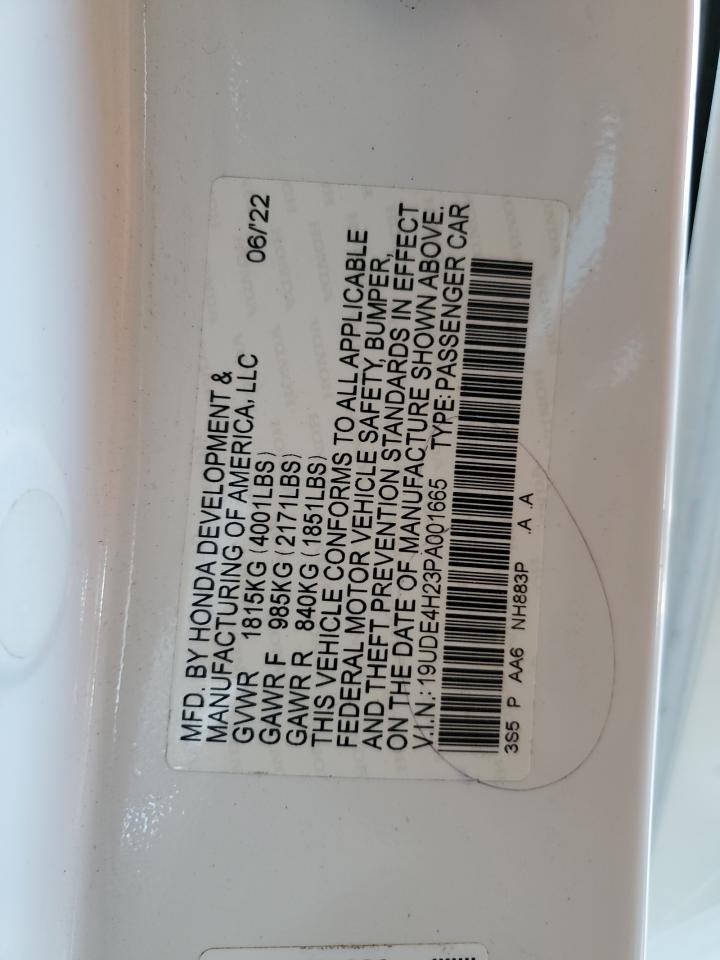 MFD. BY HONDA DEVELOPMENT &
MANUFACTURING OF AMERICA, LLC 06/'22
GVWR 1815KG (4001LBS)
GAWR F 985KG (2171LBS)
GAWR R 840KG (1851LBS)
THIS VEHICLE CONFORMS TO ALL APPLICABLE
FEDERAL MOTOR VEHICLE SAFETY, BUMPER,
AND THEFT PREVENTION STANDARDS IN EFFECT
ON THE DATE OF MANUFACTURE SHOWN ABOVE.
V.I.N.:19UDE4H23PA001665 TYPE:PASSENGER CAR
3S5 P AA6 NH883P .A .A